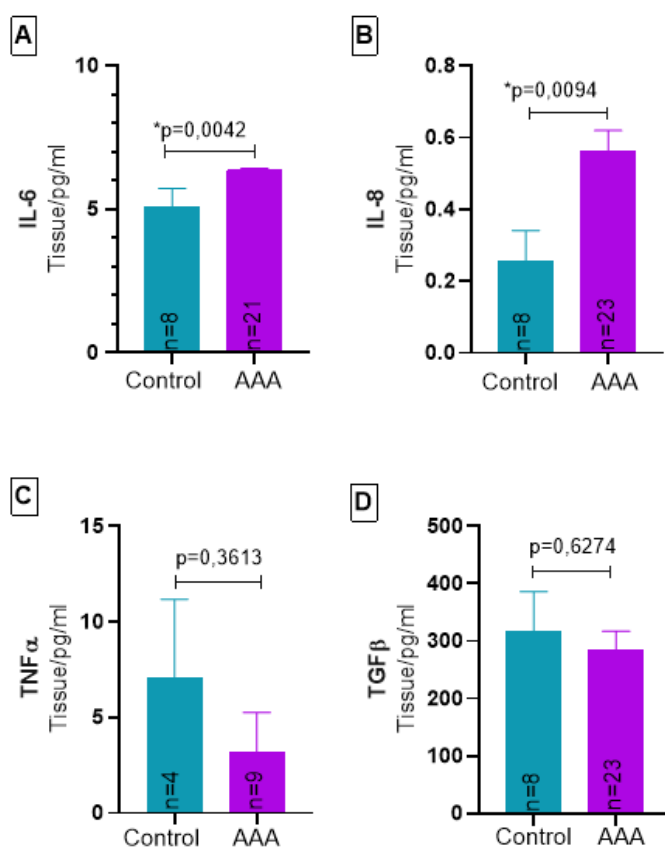 A
IL-6
Tissue/pg/ml
10
5
0
*p=0,0042
n=8
n=21
Control
AAA
B
IL-8
Tissue/pg/ml
0.8
0.6
0.4
0.2
0.0
*p=0,0094
n=8
n=23
Control
AAA
C
TNFα
Tissue/pg/ml
15
10
5
0
p=0,3613
n=4
n=9
Control
AAA
D
TGFβ
Tissue/pg/ml
500
400
300
200
100
0
p=0,6274
n=8
n=23
Control
AAA